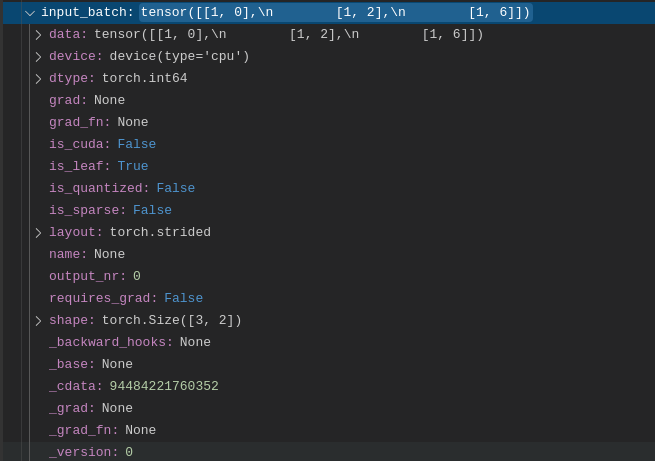 input_batch: tensor([[1, 0],\n        [1, 2],\n        [1, 6]])
data: tensor([[1, 0],\n        [1, 2],\n        [1, 6]])
device: device(type='cpu')
dtype: torch.int64
grad: None
grad_fn: None
is_cuda: False
is_leaf: True
is_quantized: False
is_sparse: False
layout: torch.strided
name: None
output_nr: 0
requires_grad: False
shape: torch.Size([3, 2])
_backward_hooks: None
_base: None
_cdata: 94484221760352
_grad: None
_grad_fn: None
_version: 0